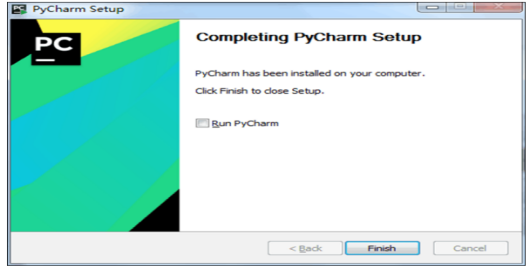 PyCharm Setup
PC
Completing PyCharm Setup
PyCharm has been installed on your computer.
Click Finish to close Setup.
Run PyCharm
< Back
Finish
Cancel